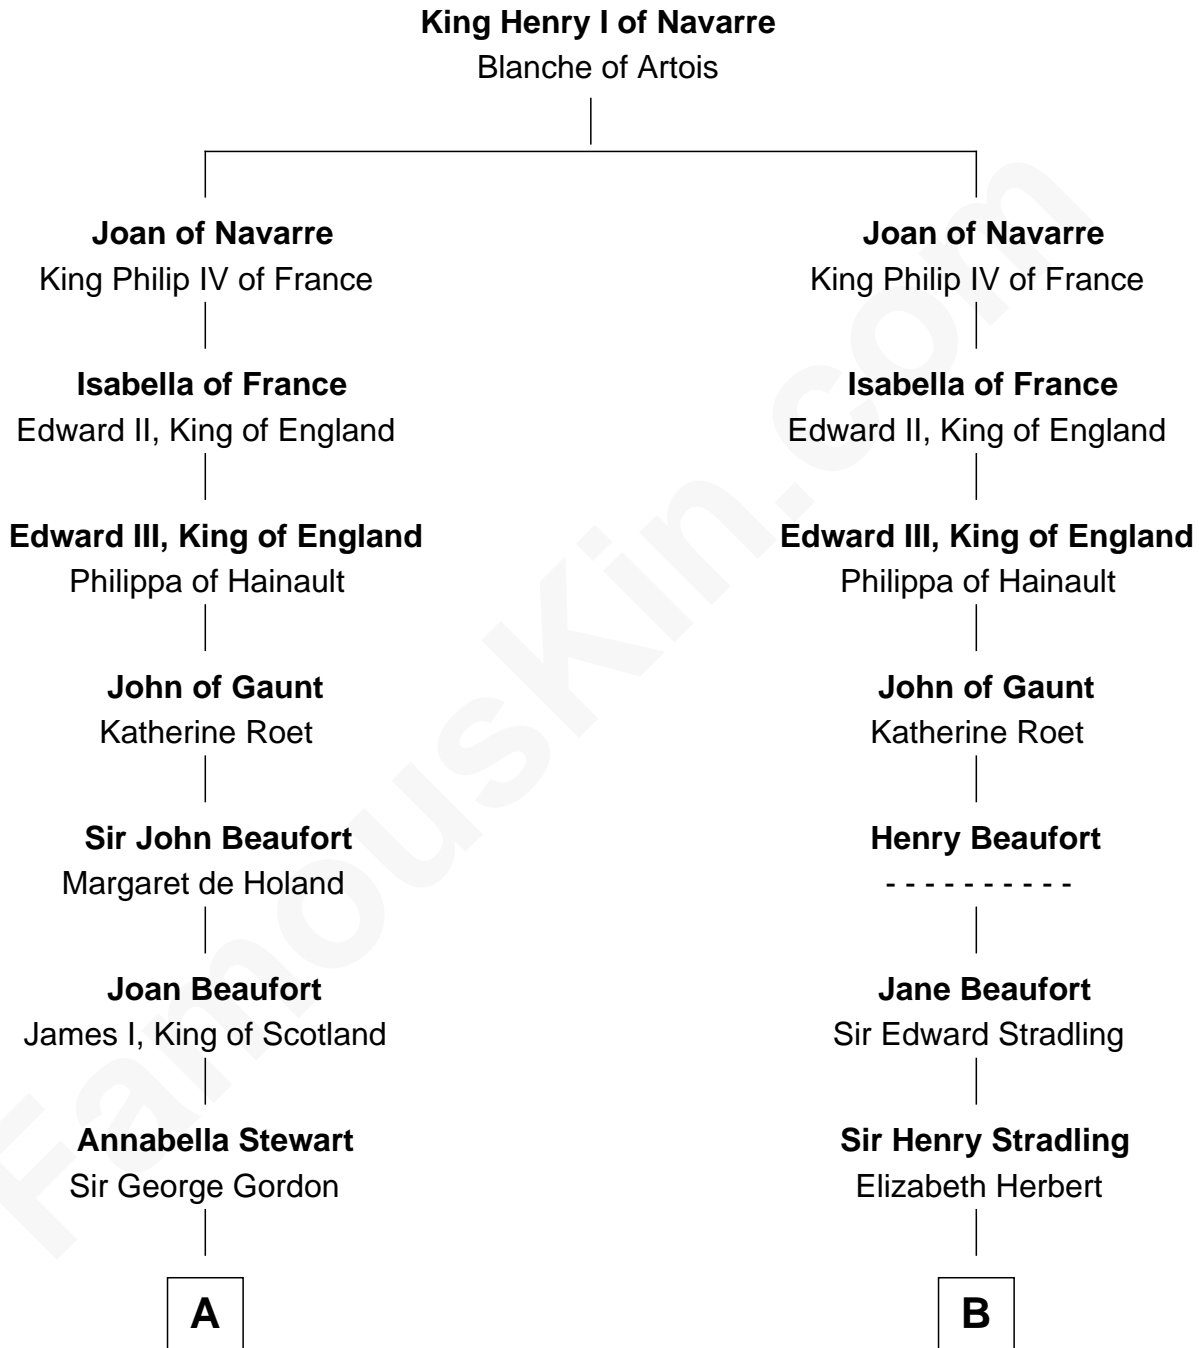 King Henry I of Navarre
Blanche of Artois
Joan of Navarre
King Philip IV of France
Isabella of France
Edward II, King of England
Edward III, King of England
Philippa of Hainault
John of Gaunt
Katherine Roet
Sir John Beaufort
Margaret de Holand
Joan Beaufort
James I, King of Scotland
Annabella Stewart
Sir George Gordon
A
Joan of Navarre
King Philip IV of France
Isabella of France
Edward II, King of England
Edward III, King of England
Philippa of Hainault
John of Gaunt
Katherine Roet
Henry Beaufort
- - - - - - - - - -
Jane Beaufort
Sir Edward Stradling
Sir Henry Stradling
Elizabeth Herbert
B
FamousKin.com